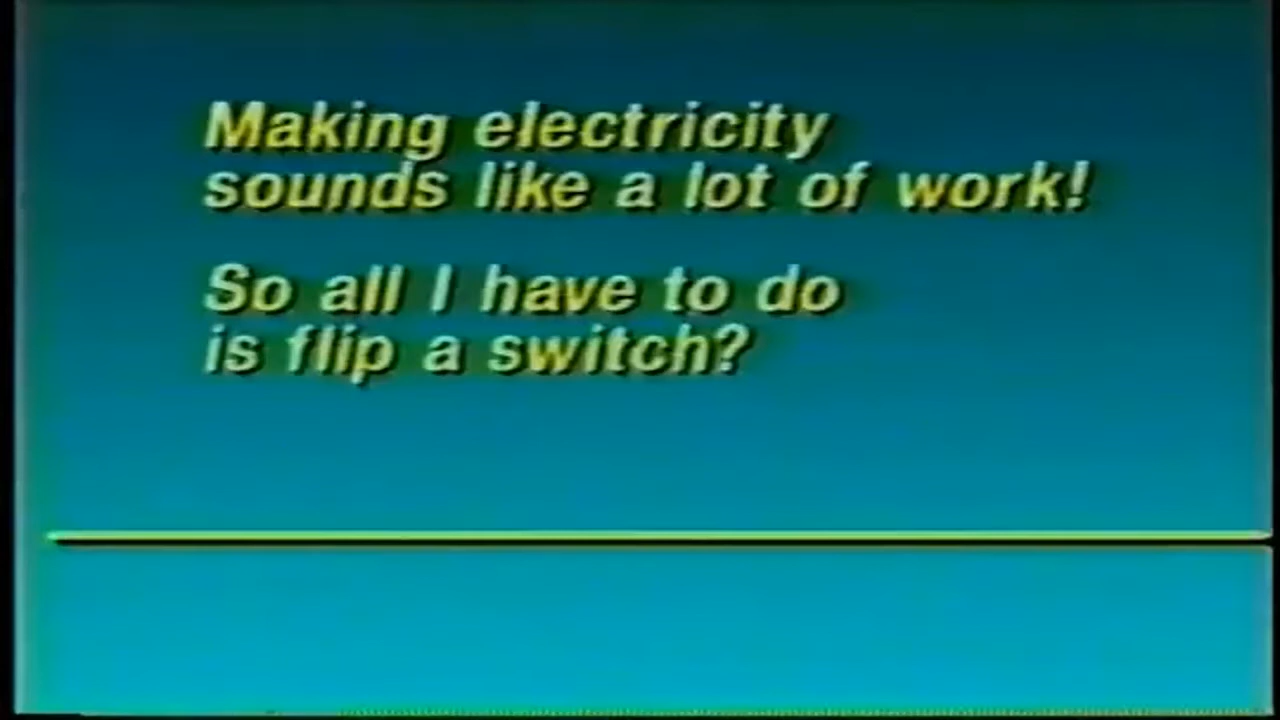 Making electricity
sounds like a lot of work!
So all I have to do
is flip a switch?